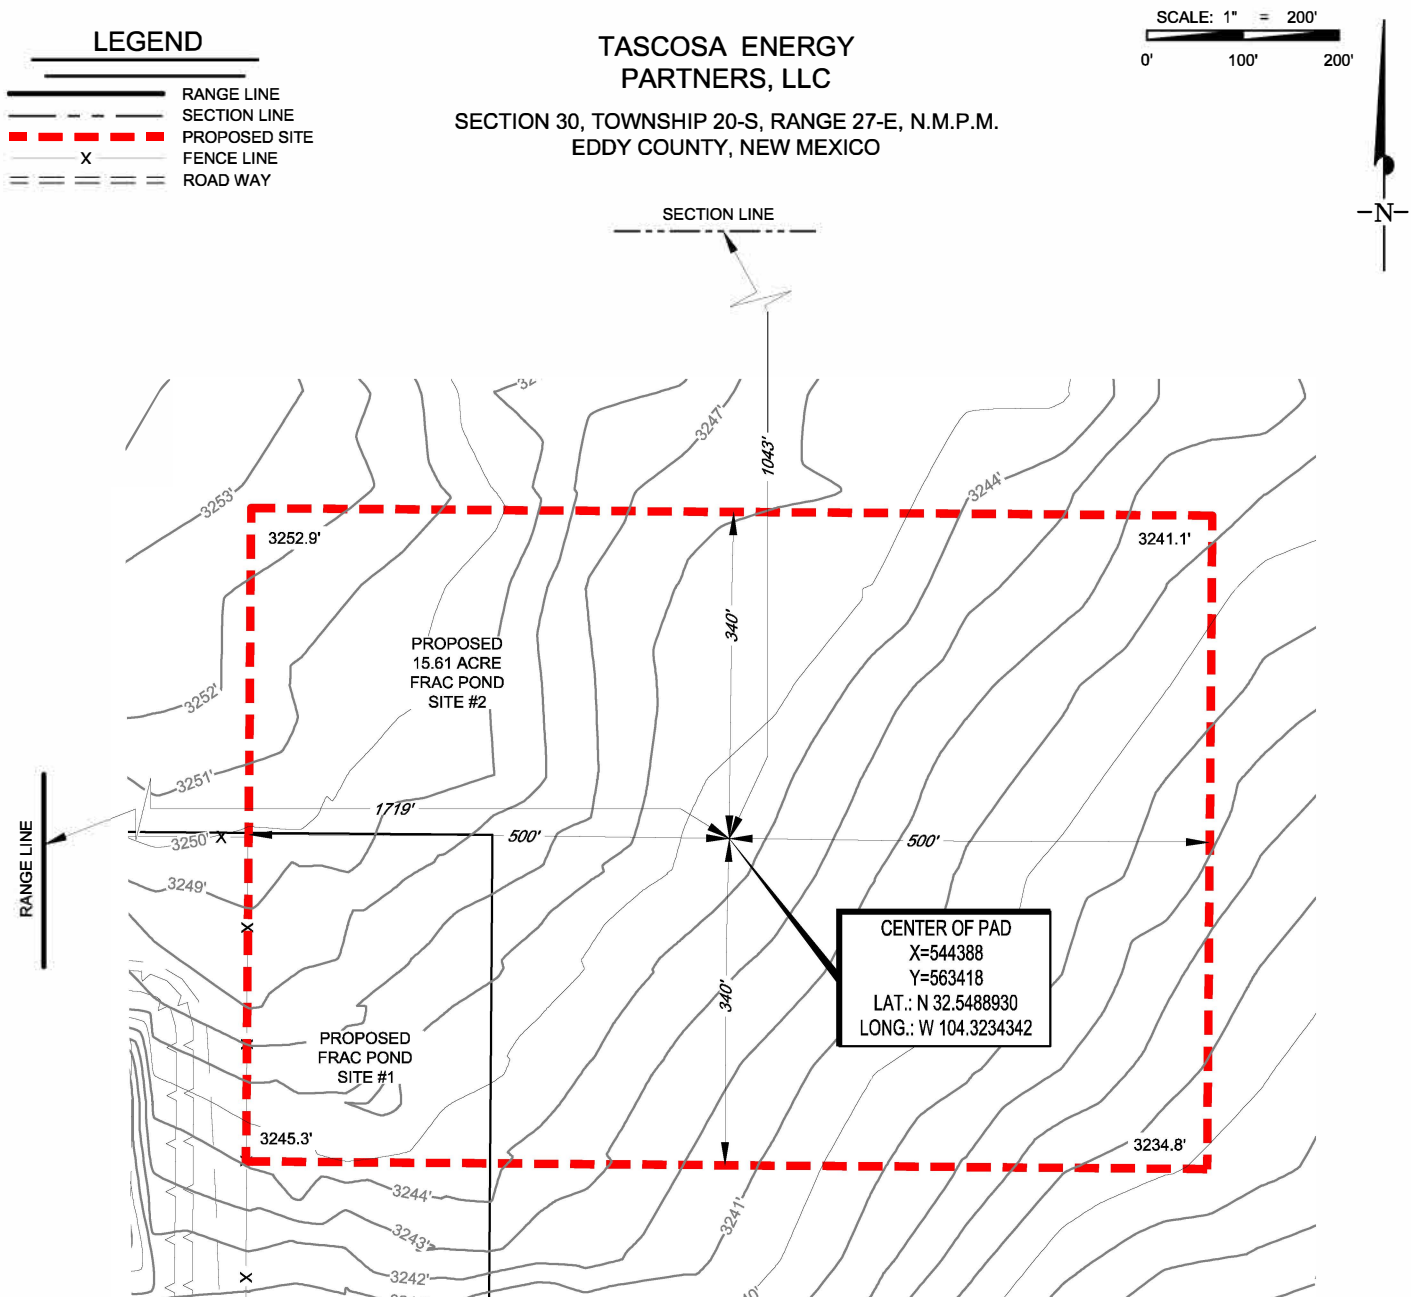 LEGEND
RANGE LINE
SECTION LINE
PROPOSED SITE
X
FENCE LINE
ROAD WAY
TASCOSA ENERGY
PARTNERS, LLC
SECTION 30, TOWNSHIP 20-S, RANGE 27-E, N.M.P.M.
EDDY COUNTY, NEW MEXICO
SCALE: 1" = 200'
0' 100' 200'
N
SECTION LINE
1043'
3247'
3244'
3253'
3252.9'
3241.1'
340'
PROPOSED
15.61 ACRE
FRAC POND
SITE #2
3252'
3251'
1719'
3250'
X
500'
500'
RANGE LINE
3249'
X
CENTER OF PAD
X=544388
Y=563418
LAT.: N 32.5488930
LONG.: W 104.3234342
340'
PROPOSED
FRAC POND
SITE #1
X
3245.3'
3234.8'
3244'
3243'
3241'
3242'
X